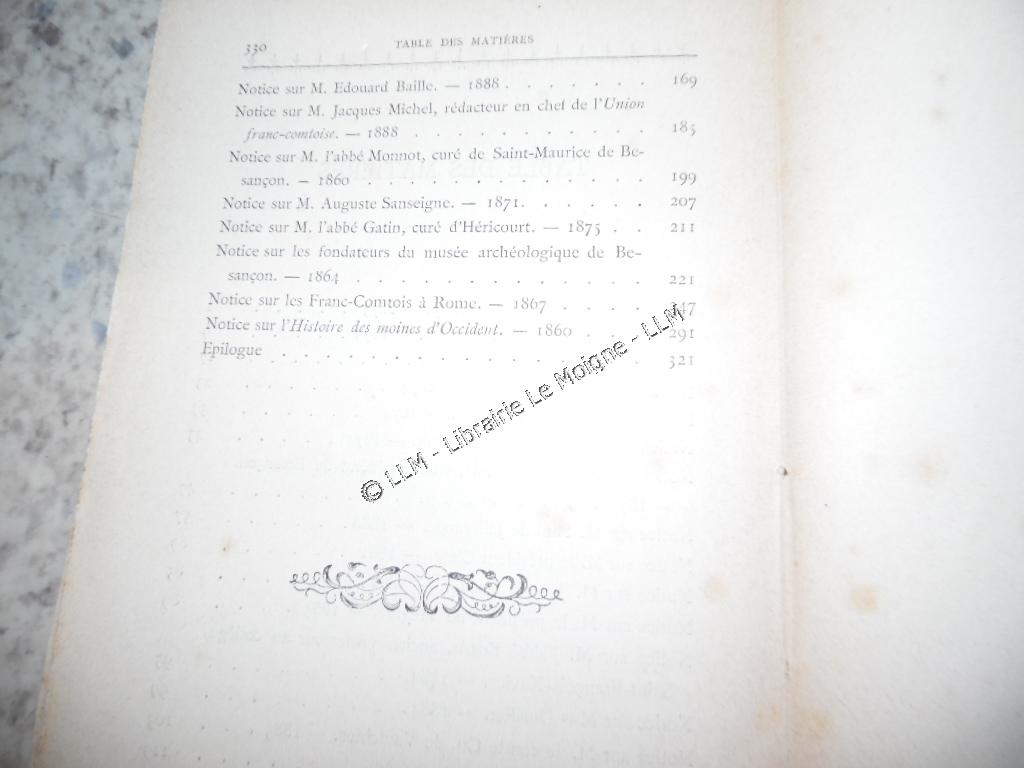 330 TABLE DES MATIÈRES
Notice sur M. Edouard Baille. — 1888 . . . . . . . 169
Notice sur M. Jacques Michel, rédacteur en chef de l'Union
franc-comtoise. — 1888 . . . . . . . . . . . 185
Notice sur M. l'abbé Monnot, curé de Saint-Maurice de Be-
sançon. — 1860 . . . . . . . . . . . . . 199
Notice sur M. Auguste Sanseigne. — 1871. . . . . . 207
Notice sur M. l'abbé Gatin, curé d'Héricourt. — 1875 . . 211
Notice sur les fondateurs du musée archéologique de Be-
sançon. — 1864 . . . . . . . . . . . . . 221
Notice sur les Franc-Comtois à Rome. — 1867 . . . .
Notice sur l'Histoire des moines d'Occident. — 1860 . . . 291
Epilogue . . . . . . . . . . . . . . . . 321
© LLM - Librairie Le Moigne - LLM